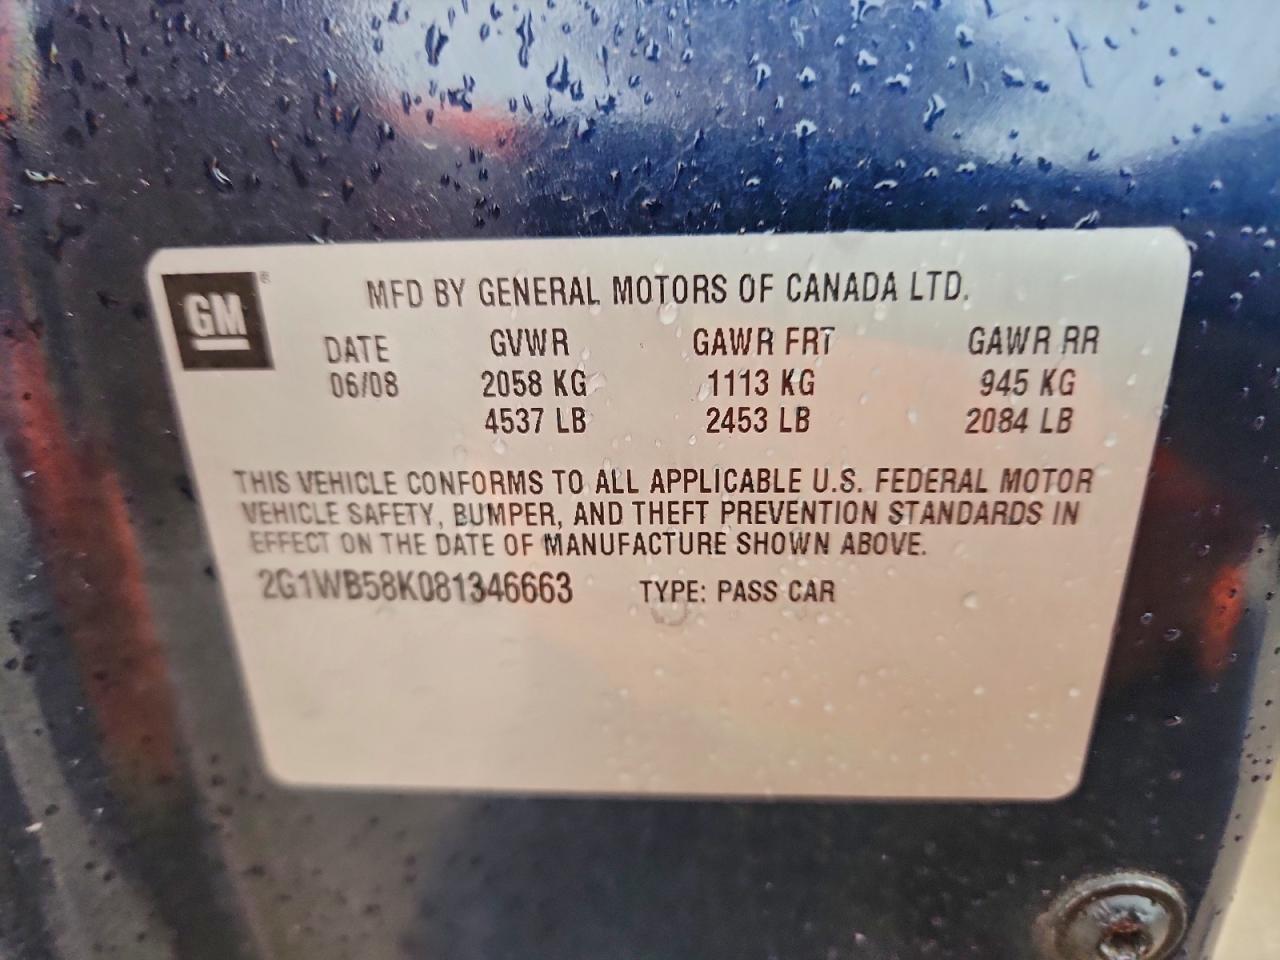 GM®
MFD BY GENERAL MOTORS OF CANADA LTD.
DATE GVWR GAWR FRT GAWR RR
06/08 2058 KG 1113 KG 945 KG
4537 LB 2453 LB 2084 LB
THIS VEHICLE CONFORMS TO ALL APPLICABLE U.S. FEDERAL MOTOR
VEHICLE SAFETY, BUMPER, AND THEFT PREVENTION STANDARDS IN
EFFECT ON THE DATE OF MANUFACTURE SHOWN ABOVE.
2G1WB58K081346663 TYPE: PASS CAR